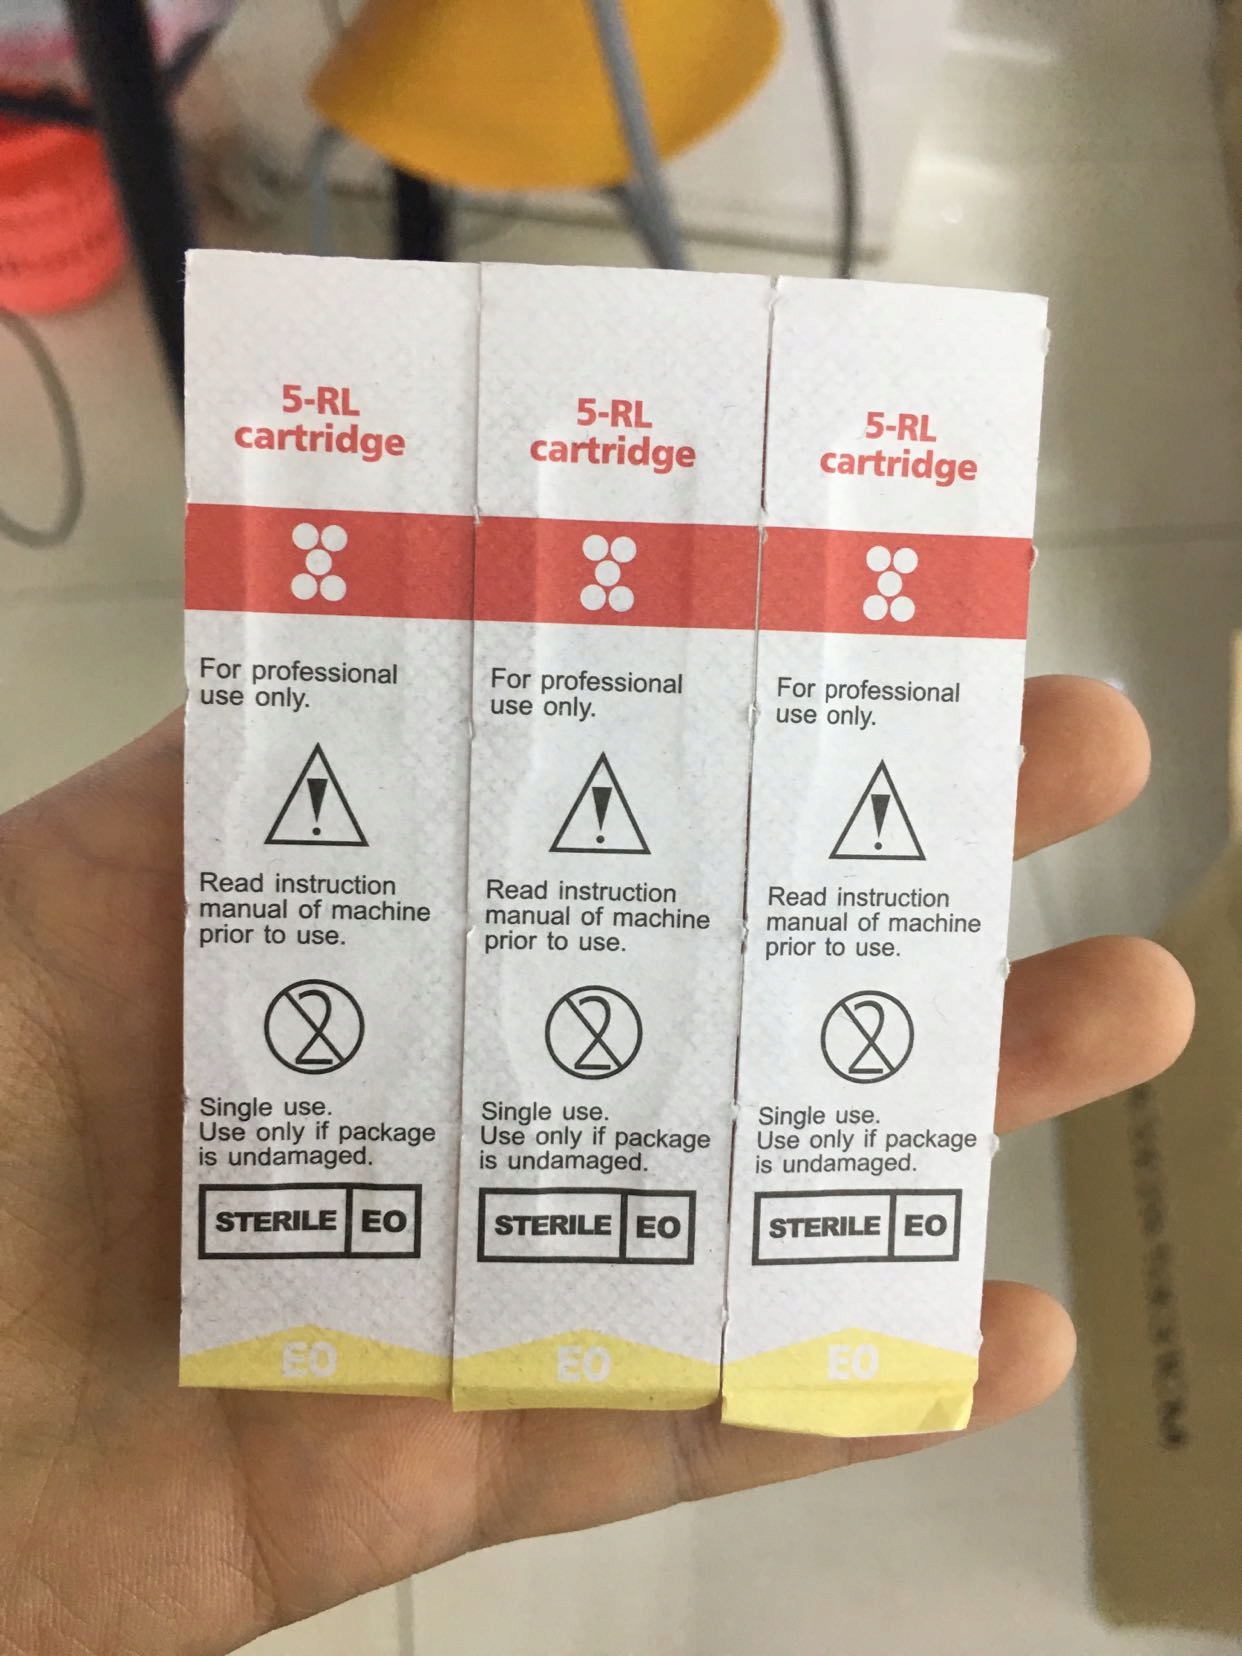 5-RL
cartridge
For professional
use only.
Read instruction
manual of machine
prior to use.
2
Single use.
Use only if package
is undamaged.
STERILE EO
EO
5-RL
cartridge
For professional
use only.
Read instruction
manual of machine
prior to use.
2
Single use.
Use only if package
is undamaged.
STERILE EO
EO
5-RL
cartridge
For professional
use only.
Read instruction
manual of machine
prior to use.
2
Single use.
Use only if package
is undamaged.
STERILE EO
EO